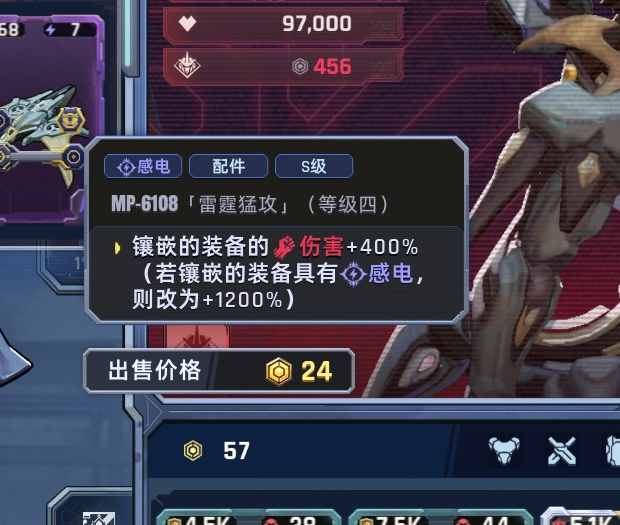 68 7
97,000
456
感电 配件 S级
MP-6108「雷霆猛攻」（等级四）
镶嵌的装备的伤害+400%
（若镶嵌的装备具有感电，
则改为+1200%）
出售价格 24
57